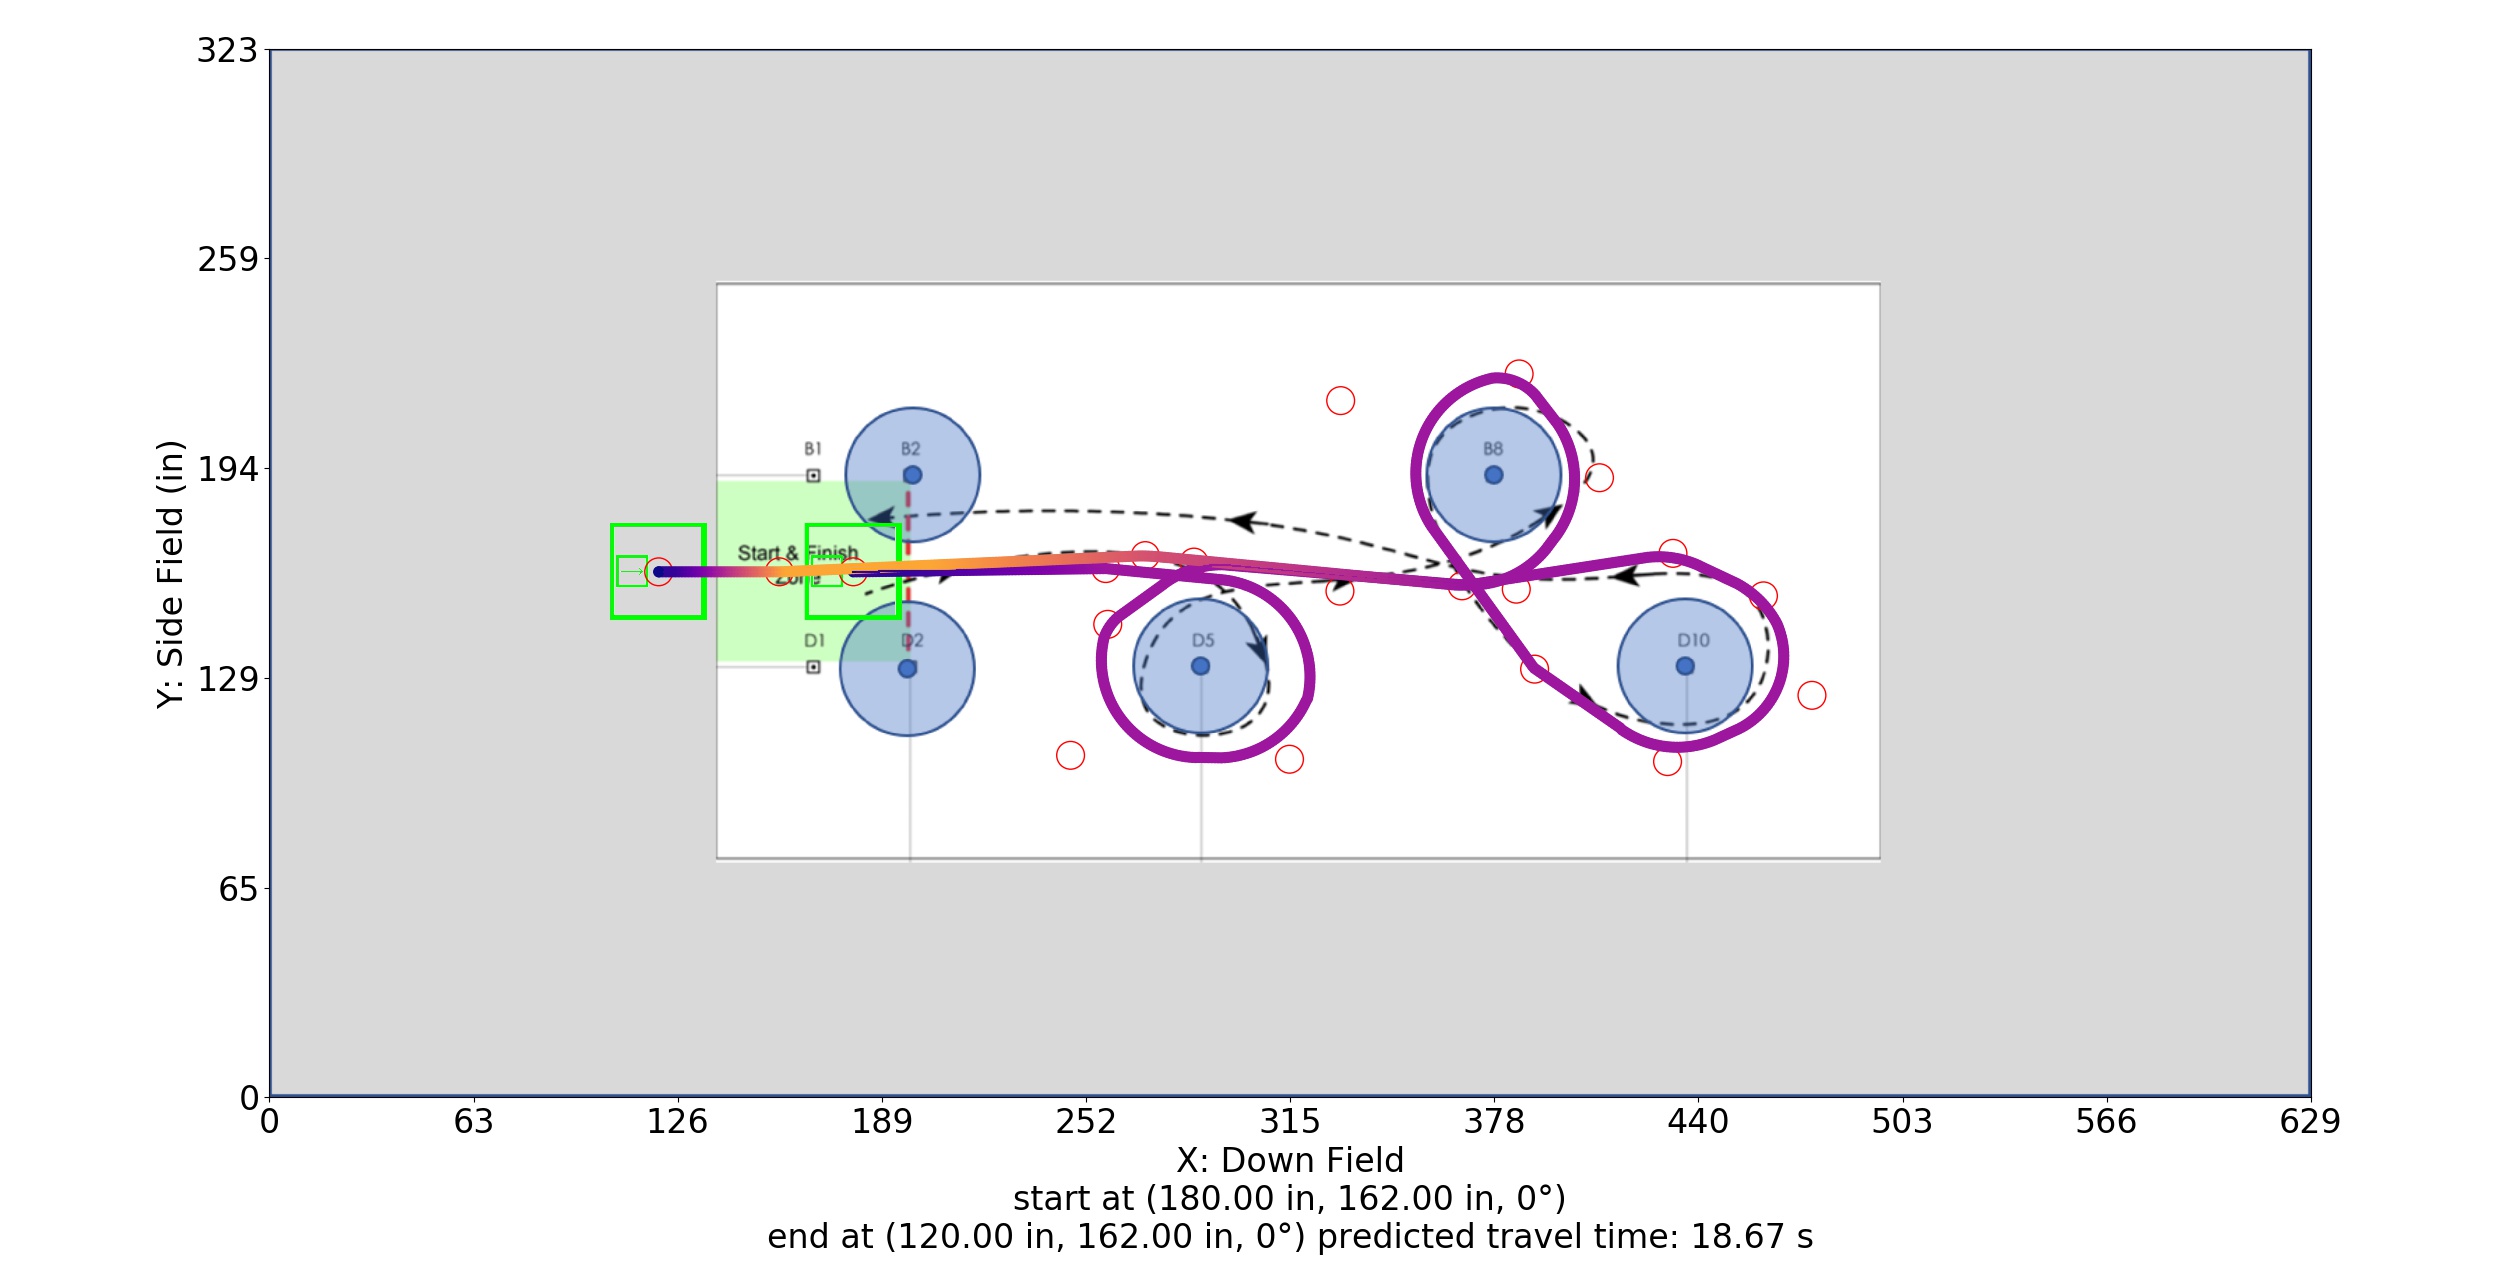 323
259
194
129
65
0
Y: Side Field (in)
B1
B2
B8
Start & Finish
Zone
D1
D2
D5
D10
0 63 126 189 252 315 378 440 503 566 629
X: Down Field
start at (180.00 in, 162.00 in, 0°)
end at (120.00 in, 162.00 in, 0°) predicted travel time: 18.67 s